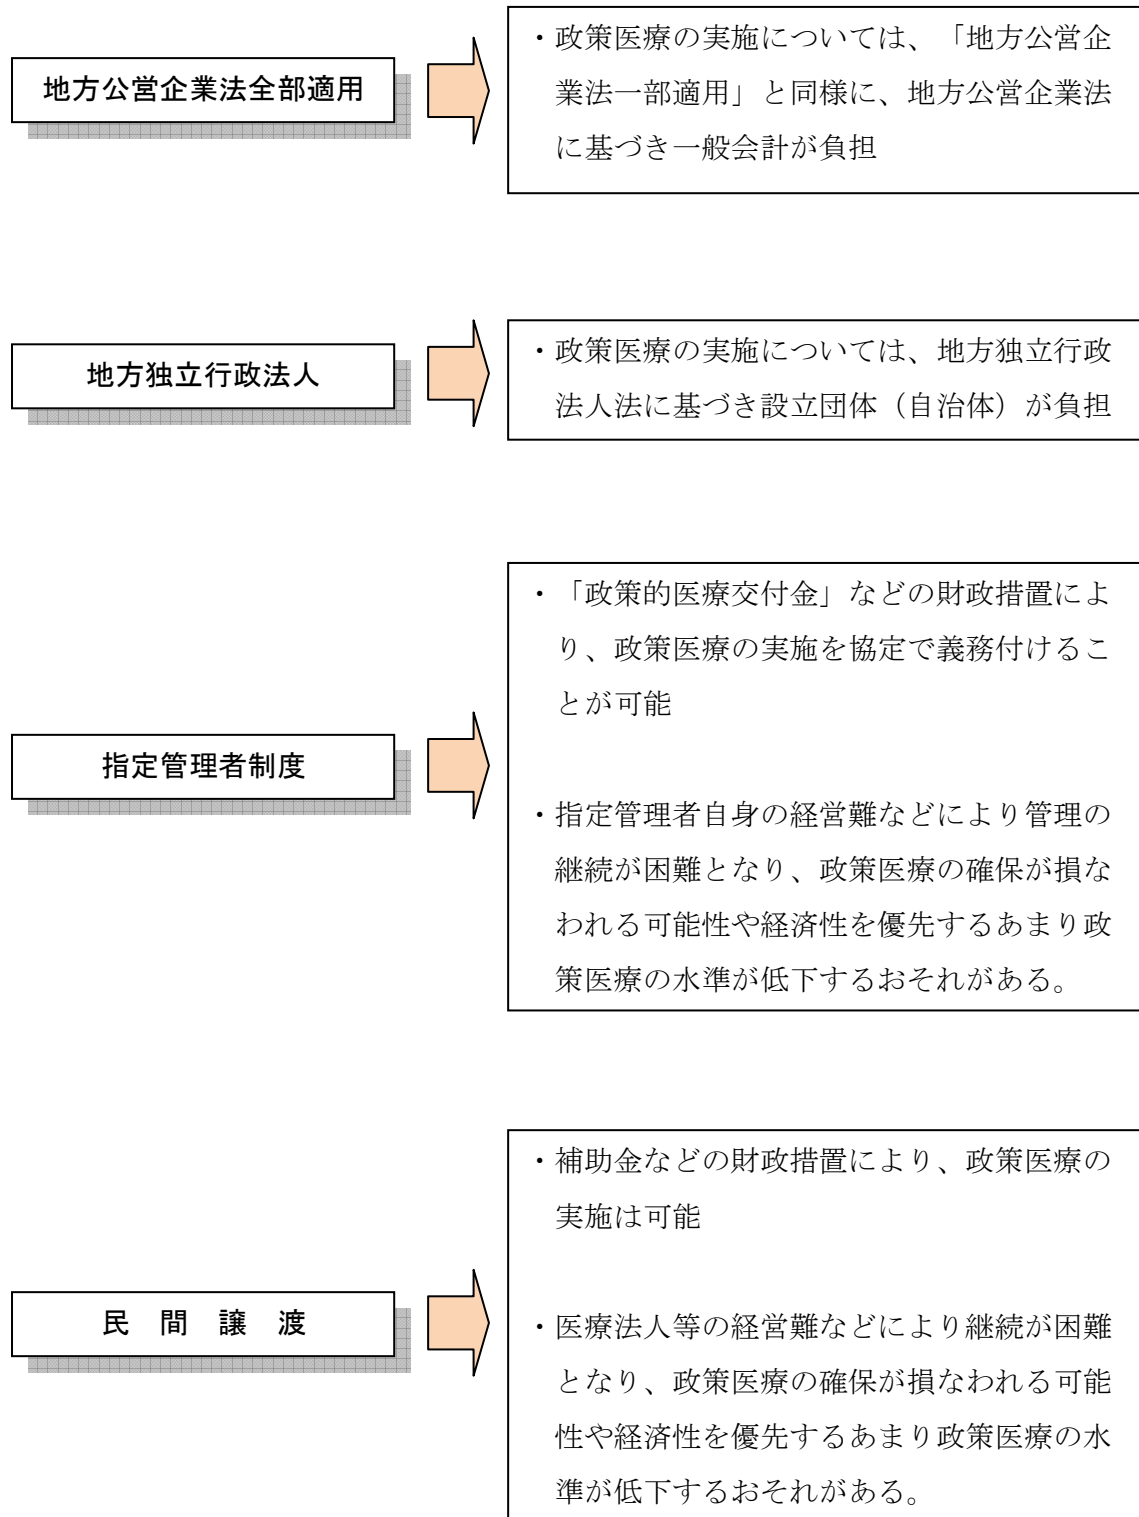 地方公営企業法全部適用
・政策医療の実施については、「地方公営企
業法一部適用」と同様に、地方公営企業法
に基づき一般会計が負担
地方独立行政法人
・政策医療の実施については、地方独立行政
法人法に基づき設立団体（自治体）が負担
指定管理者制度
・「政策的医療交付金」などの財政措置によ
り、政策医療の実施を協定で義務付けるこ
とが可能
・指定管理者自身の経営難などにより管理の
継続が困難となり、政策医療の確保が損な
われる可能性や経済性を優先するあまり政
策医療の水準が低下するおそれがある。
民　間　譲　渡
・補助金などの財政措置により、政策医療の
実施は可能
・医療法人等の経営難などにより継続が困難
となり、政策医療の確保が損なわれる可能
性や経済性を優先するあまり政策医療の水
準が低下するおそれがある。